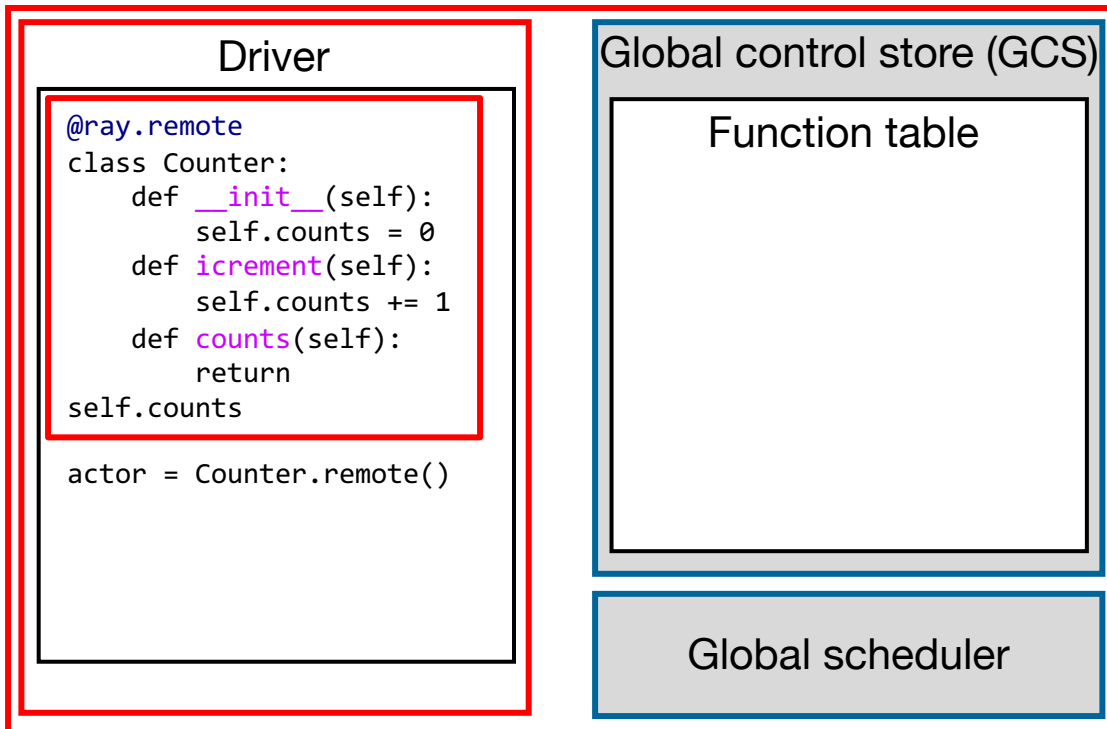 Driver
@ray.remote
class Counter:
    def __init__(self):
        self.counts = 0
    def icrement(self):
        self.counts += 1
    def counts(self):
        return
self.counts
actor = Counter.remote()
Global control store (GCS)
Function table
Global scheduler